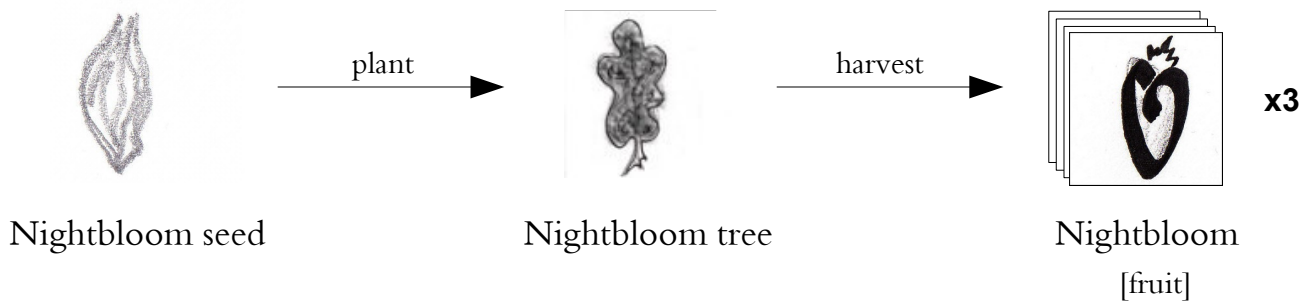 plant
harvest
x3
Nightbloom seed
Nightbloom tree
Nightbloom
[fruit]